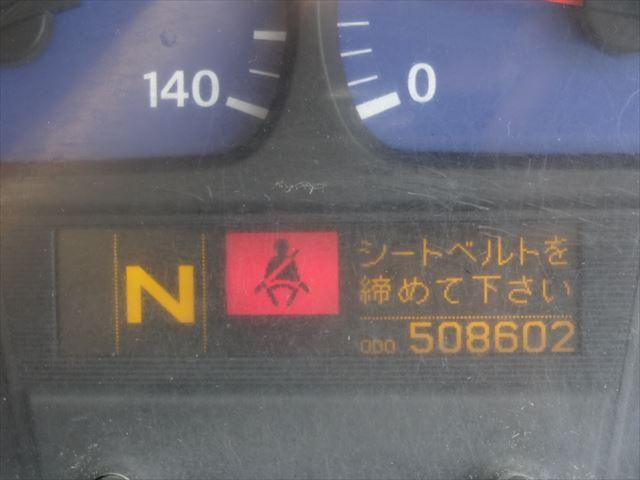 140
0
N
シートベルトを
締めて下さい
ODO 508602